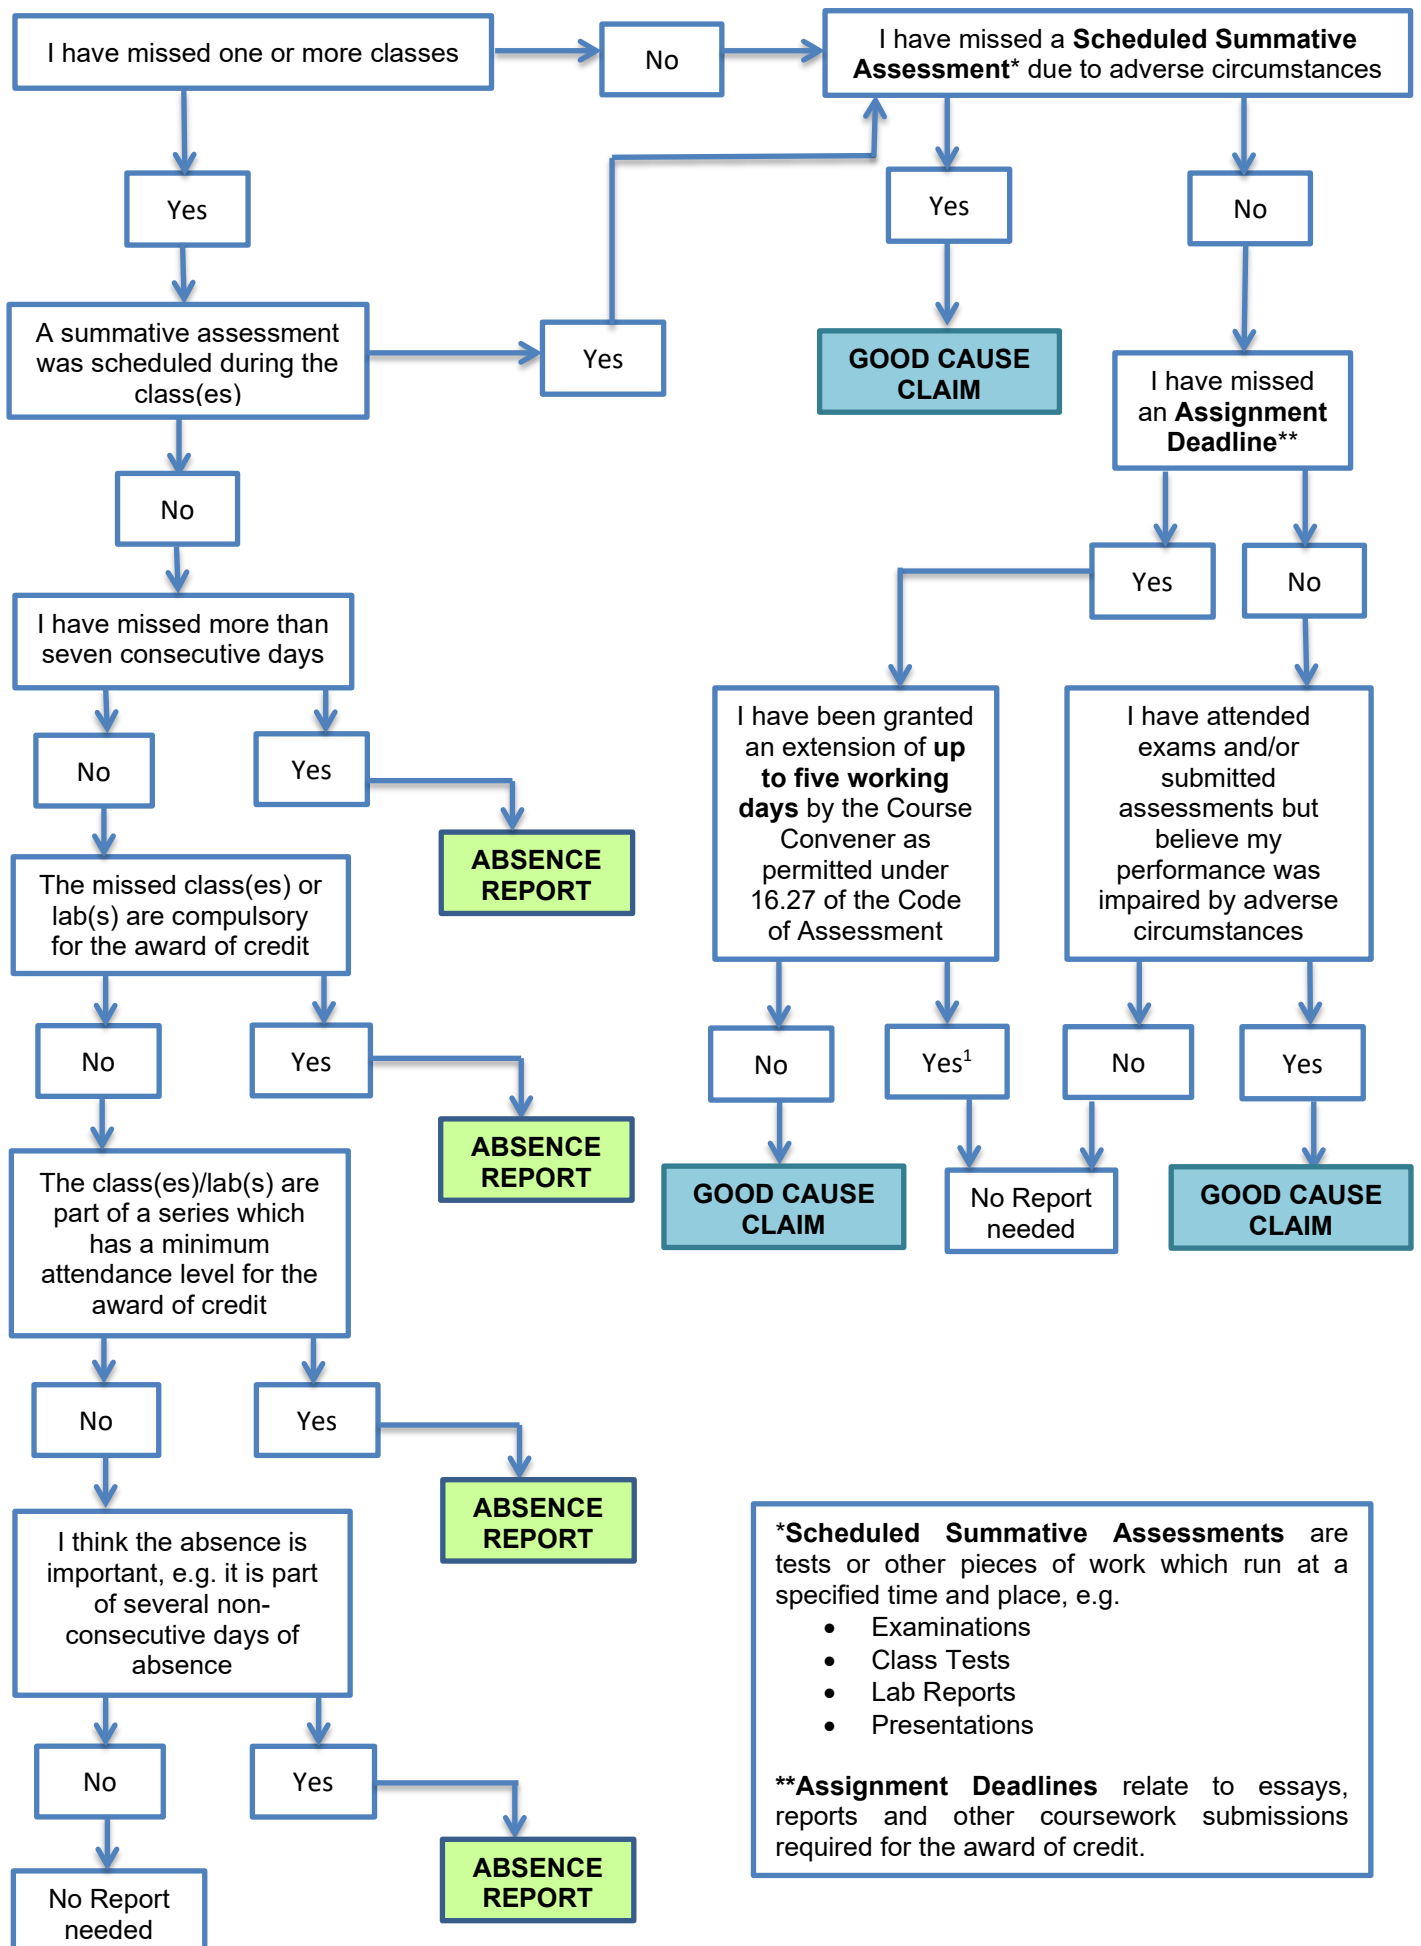 I have missed one or more classes
No
I have missed a Scheduled Summative
Assessment* due to adverse circumstances
Yes
Yes
No
A summative assessment
was scheduled during the
class(es)
Yes
GOOD CAUSE
CLAIM
I have missed
an Assignment
Deadline**
No
Yes
No
I have missed more than
seven consecutive days
No
Yes
I have been granted
an extension of up
to five working
days by the Course
Convener as
permitted under
16.27 of the Code
of Assessment
I have attended
exams and/or
submitted
assessments but
believe my
performance was
impaired by adverse
circumstances
ABSENCE
REPORT
The missed class(es) or
lab(s) are compulsory
for the award of credit
No
Yes
No
Yes1
No
Yes
ABSENCE
REPORT
GOOD CAUSE
CLAIM
No Report
needed
GOOD CAUSE
CLAIM
The class(es)/lab(s) are
part of a series which
has a minimum
attendance level for the
award of credit
No
Yes
ABSENCE
REPORT
I think the absence is
important, e.g. it is part
of several non-
consecutive days of
absence
*Scheduled Summative Assessments are
tests or other pieces of work which run at a
specified time and place, e.g.
• Examinations
• Class Tests
• Lab Reports
• Presentations
**Assignment Deadlines relate to essays,
reports and other coursework submissions
required for the award of credit.
No
Yes
ABSENCE
REPORT
No Report
needed